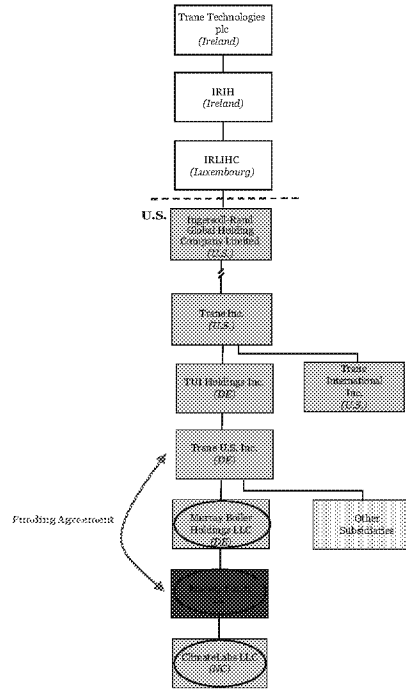 Trane Technologies
plc
(Ireland)
IRIH
(Ireland)
IRLIHC
(Luxembourg)
U.S.
Ingersoll-Rand
Global Holding
Company Limited
(U.S.)
Trane Inc.
(U.S.)
TUI Holdings Inc.
(DE)
Trane
International
Inc.
(U.S.)
Trane U.S. Inc.
(DE)
Funding Agreement
Murray Boiler
Holdings LLC
(DE)
Other
Subsidiaries
ClimateLabs LLC
(NC)